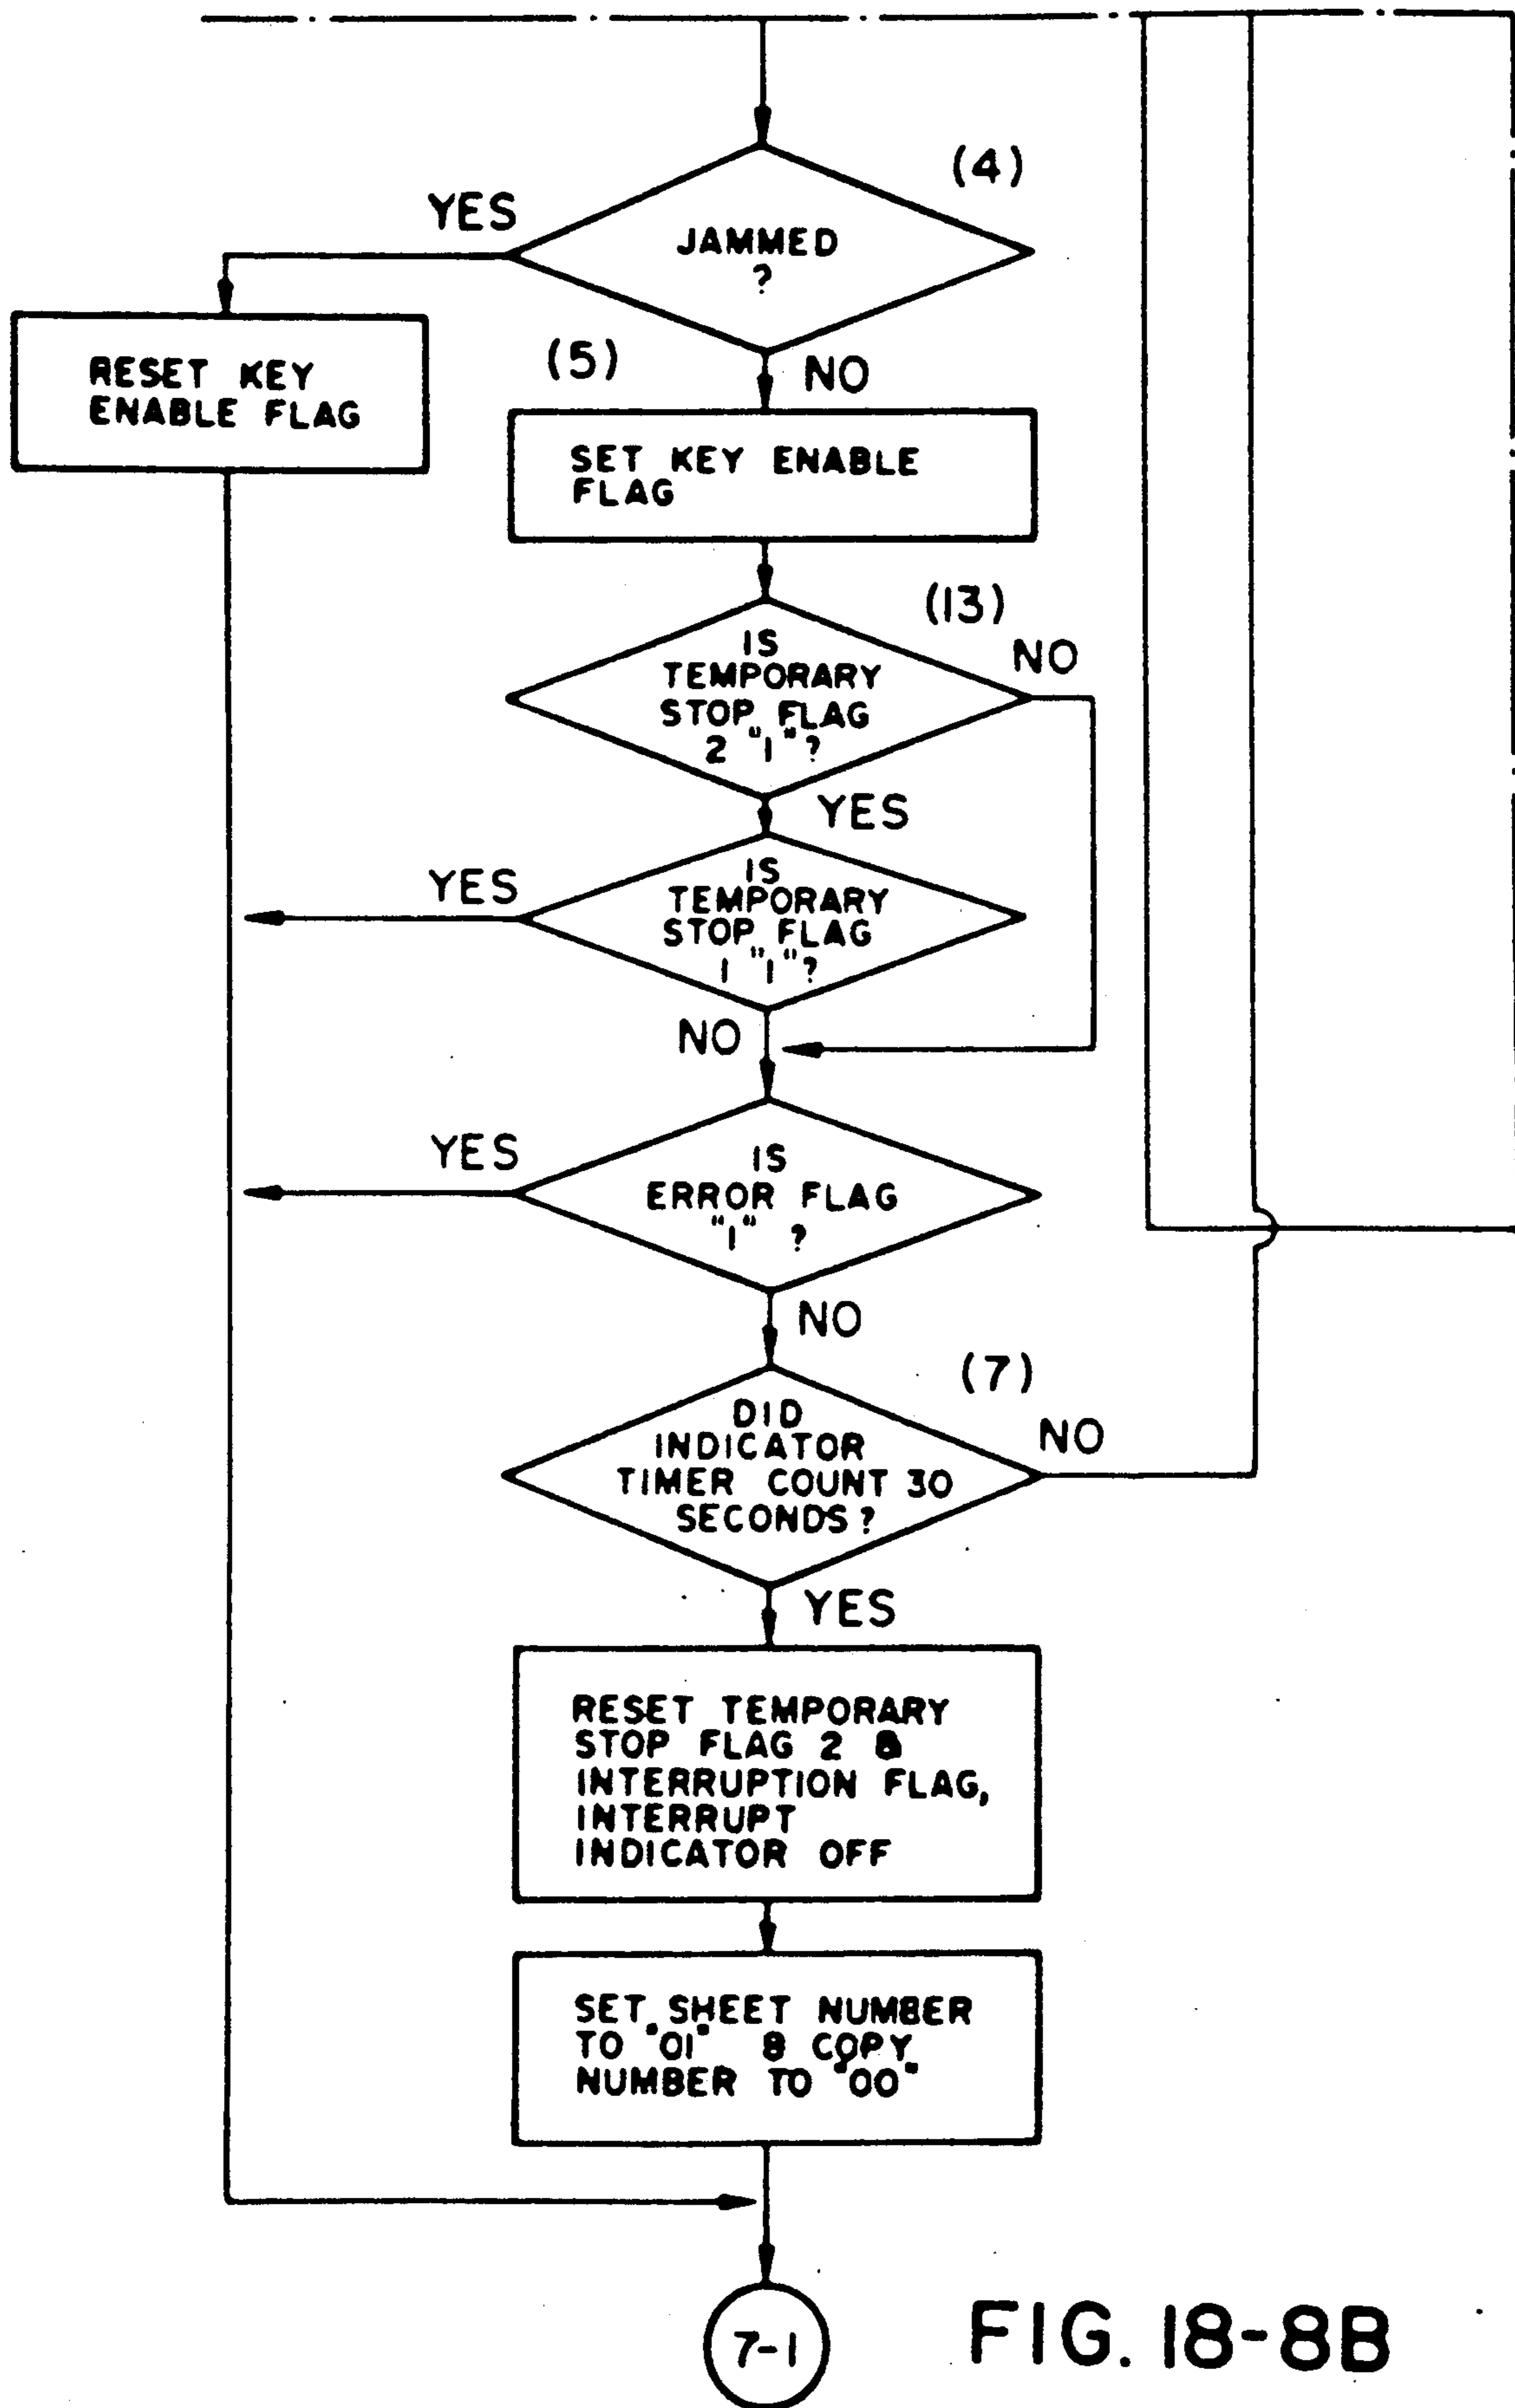 (4)
YES
JAMMED
?
(5)
NO
RESET KEY
ENABLE FLAG
SET KEY ENABLE
FLAG
(13)
NO
IS
TEMPORARY
STOP FLAG
2 "1"?
YES
YES
IS
TEMPORARY
STOP FLAG
1 "1"?
NO
YES
IS
ERROR FLAG
"1" ?
NO
(7)
NO
DID
INDICATOR
TIMER COUNT 30
SECONDS?
YES
RESET TEMPORARY
STOP FLAG 2 &
INTERRUPTION FLAG,
INTERRUPT
INDICATOR OFF
SET SHEET NUMBER
TO "01" & COPY
NUMBER TO "00"
7-1
FIG. 18-8B